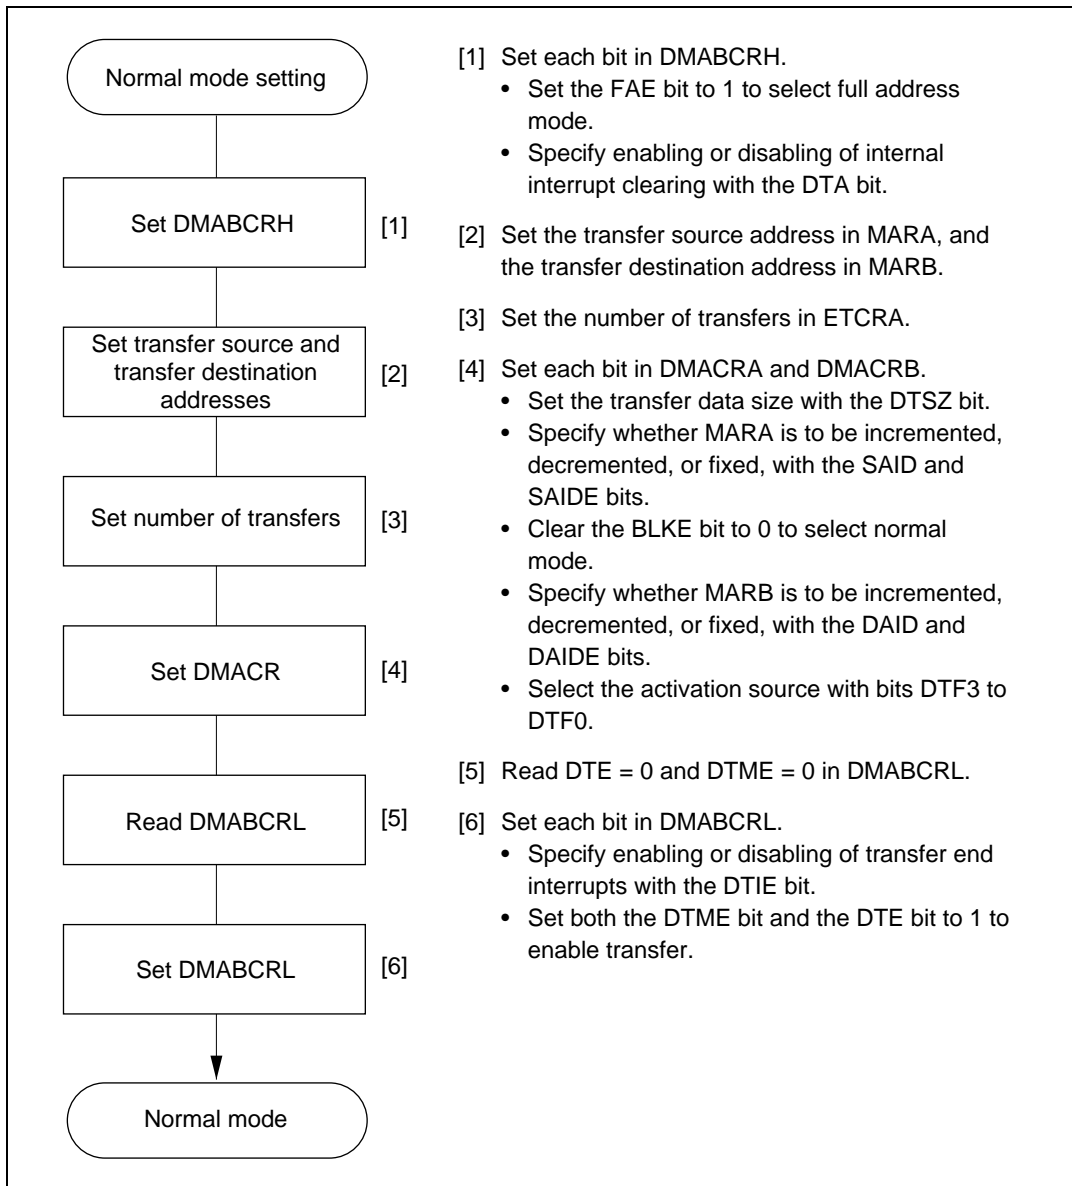 Normal mode setting
Set DMABCRH
[1]
Set transfer source and
transfer destination
addresses
[2]
Set number of transfers
[3]
Set DMACR
[4]
Read DMABCRL
[5]
Set DMABCRL
[6]
Normal mode
[1] Set each bit in DMABCRH.
• Set the FAE bit to 1 to select full address
mode.
• Specify enabling or disabling of internal
interrupt clearing with the DTA bit.
[2] Set the transfer source address in MARA, and
the transfer destination address in MARB.
[3] Set the number of transfers in ETCRA.
[4] Set each bit in DMACRA and DMACRB.
• Set the transfer data size with the DTSZ bit.
• Specify whether MARA is to be incremented,
decremented, or fixed, with the SAID and
SAIDE bits.
• Clear the BLKE bit to 0 to select normal
mode.
• Specify whether MARB is to be incremented,
decremented, or fixed, with the DAID and
DAIDE bits.
• Select the activation source with bits DTF3 to
DTF0.
[5] Read DTE = 0 and DTME = 0 in DMABCRL.
[6] Set each bit in DMABCRL.
• Specify enabling or disabling of transfer end
interrupts with the DTIE bit.
• Set both the DTME bit and the DTE bit to 1 to
enable transfer.